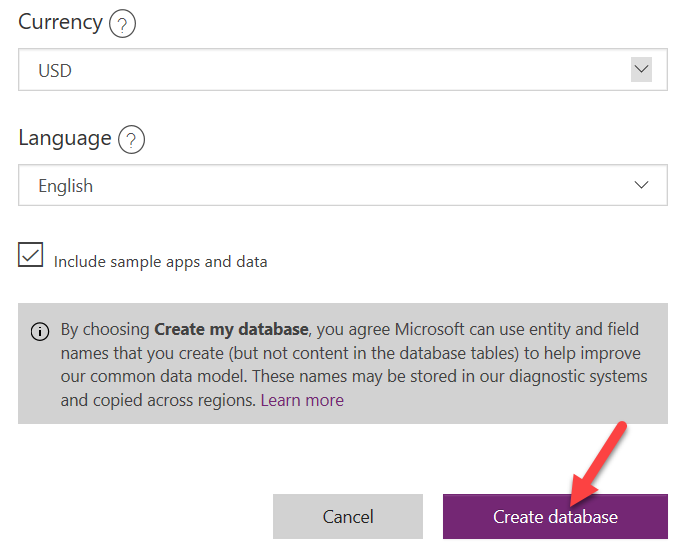 Currency ?
USD
Language ?
English
Include sample apps and data
By choosing Create my database, you agree Microsoft can use entity and field
names that you create (but not content in the database tables) to help improve
our common data model. These names may be stored in our diagnostic systems
and copied across regions. Learn more
Cancel
Create database